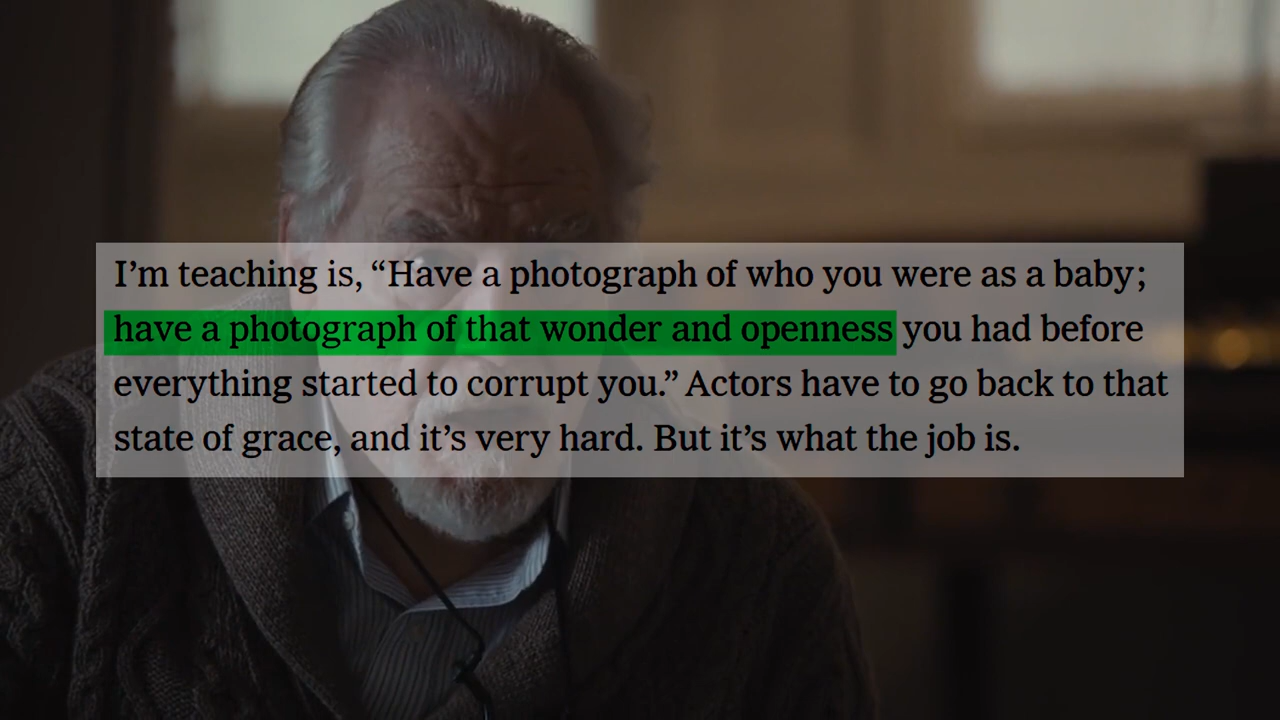 I’m teaching is, “Have a photograph of who you were as a baby;
have a photograph of that wonder and openness you had before
everything started to corrupt you.” Actors have to go back to that
state of grace, and it’s very hard. But it’s what the job is.